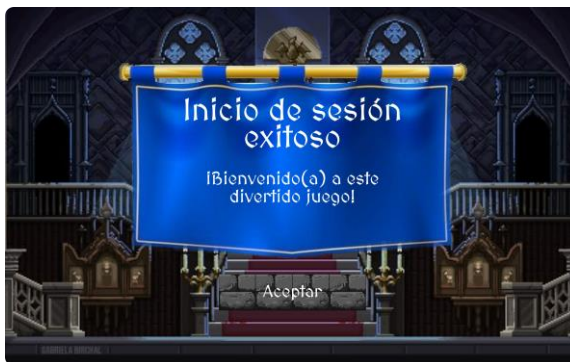 Inicio de sesión
exitoso
¡Bienvenido(a) a este
divertido juego!
Aceptar